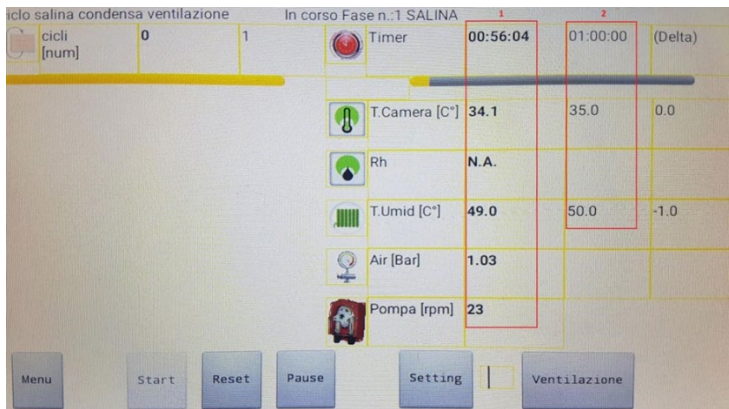 iclo salina condensa ventilazione In corso Fase n.:1 SALINA 1 2
cicli [num] 0 1 Timer 00:56:04 01:00:00 (Delta)
T.Camera [C°] 34.1 35.0 0.0
Rh N.A.
T.Umid [C°] 49.0 50.0 -1.0
Air [Bar] 1.03
Pompa [rpm] 23
Menu Start Reset Pause Setting Ventilazione